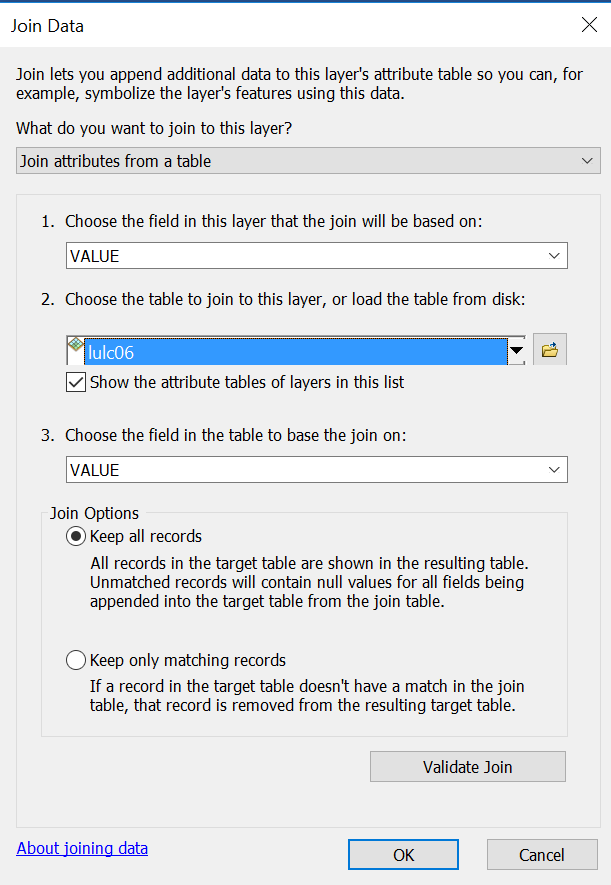 Join Data
Join lets you append additional data to this layer's attribute table so you can, for
example, symbolize the layer's features using this data.
What do you want to join to this layer?
Join attributes from a table
1. Choose the field in this layer that the join will be based on:
VALUE
2. Choose the table to join to this layer, or load the table from disk:
lulc06
Show the attribute tables of layers in this list
3. Choose the field in the table to base the join on:
VALUE
Join Options
Keep all records
All records in the target table are shown in the resulting table.
Unmatched records will contain null values for all fields being
appended into the target table from the join table.
Keep only matching records
If a record in the target table doesn't have a match in the join
table, that record is removed from the resulting target table.
Validate Join
About joining data
OK
Cancel